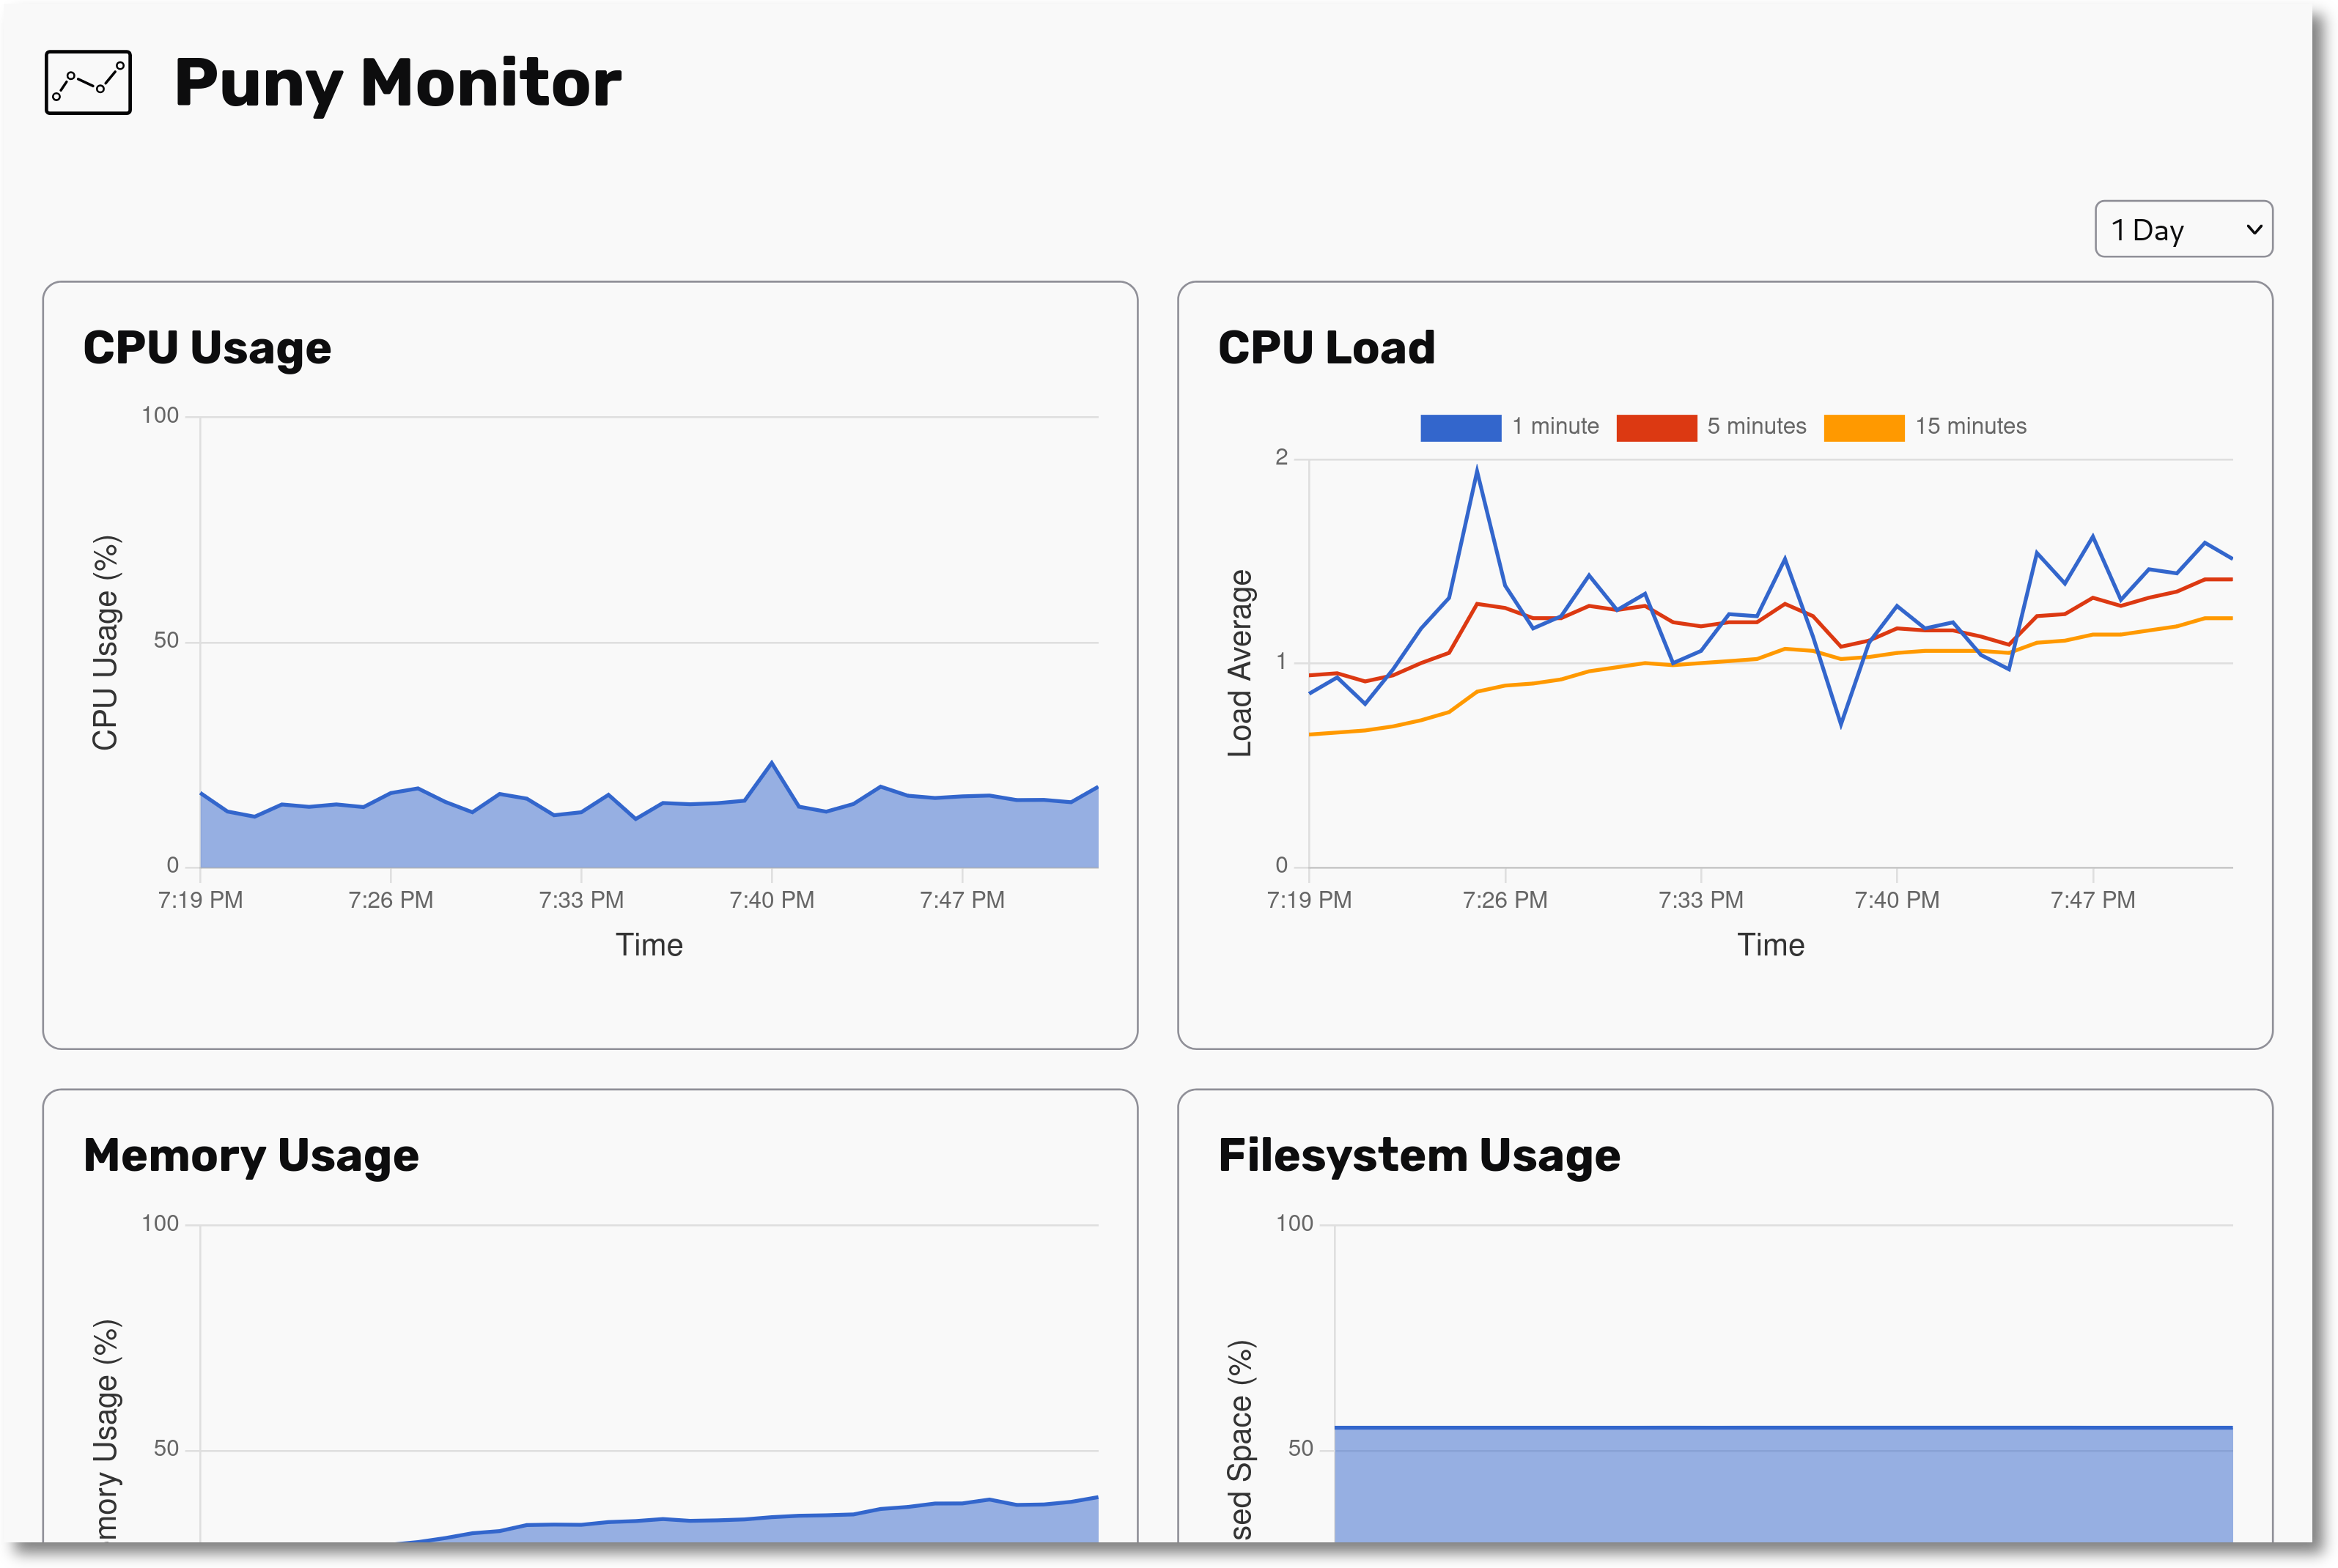 Puny Monitor
1 Day
CPU Usage
100
50
0
CPU Usage (%)
7:19 PM 7:26 PM 7:33 PM 7:40 PM 7:47 PM
Time
CPU Load
1 minute 5 minutes 15 minutes
2
1
0
Load Average
7:19 PM 7:26 PM 7:33 PM 7:40 PM 7:47 PM
Time
Memory Usage
100
50
Usage (%)
Filesystem Usage
100
50
Space (%)